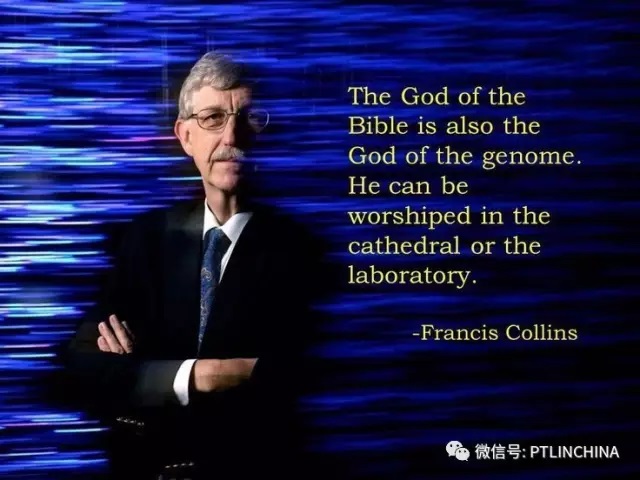 The God of the
Bible is also the
God of the genome.
He can be
worshiped in the
cathedral or the
laboratory.
-Francis Collins
微信号: PTLINCHINA